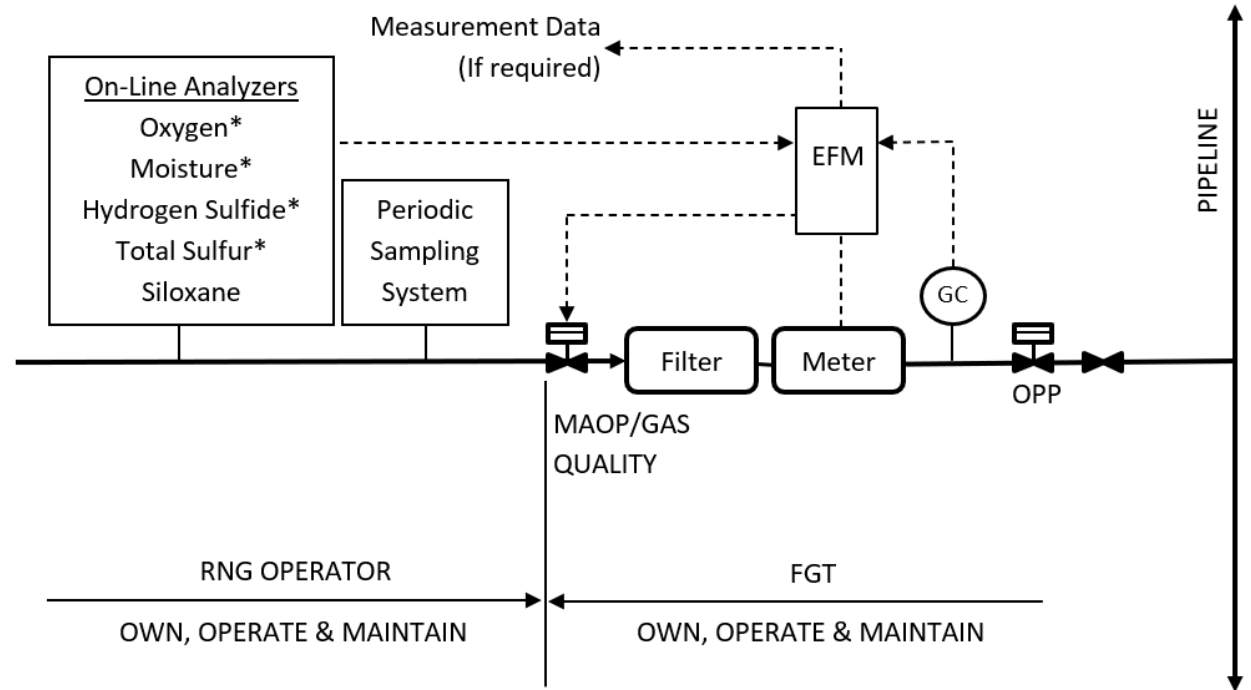 Measurement Data
(If required)
On-Line Analyzers
Oxygen*
Moisture*
Hydrogen Sulfide*
Total Sulfur*
Siloxane
Periodic
Sampling
System
EFM
GC
PIPELINE
Filter
Meter
OPP
MAOP/GAS
QUALITY
RNG OPERATOR
OWN, OPERATE & MAINTAIN
FGT
OWN, OPERATE & MAINTAIN